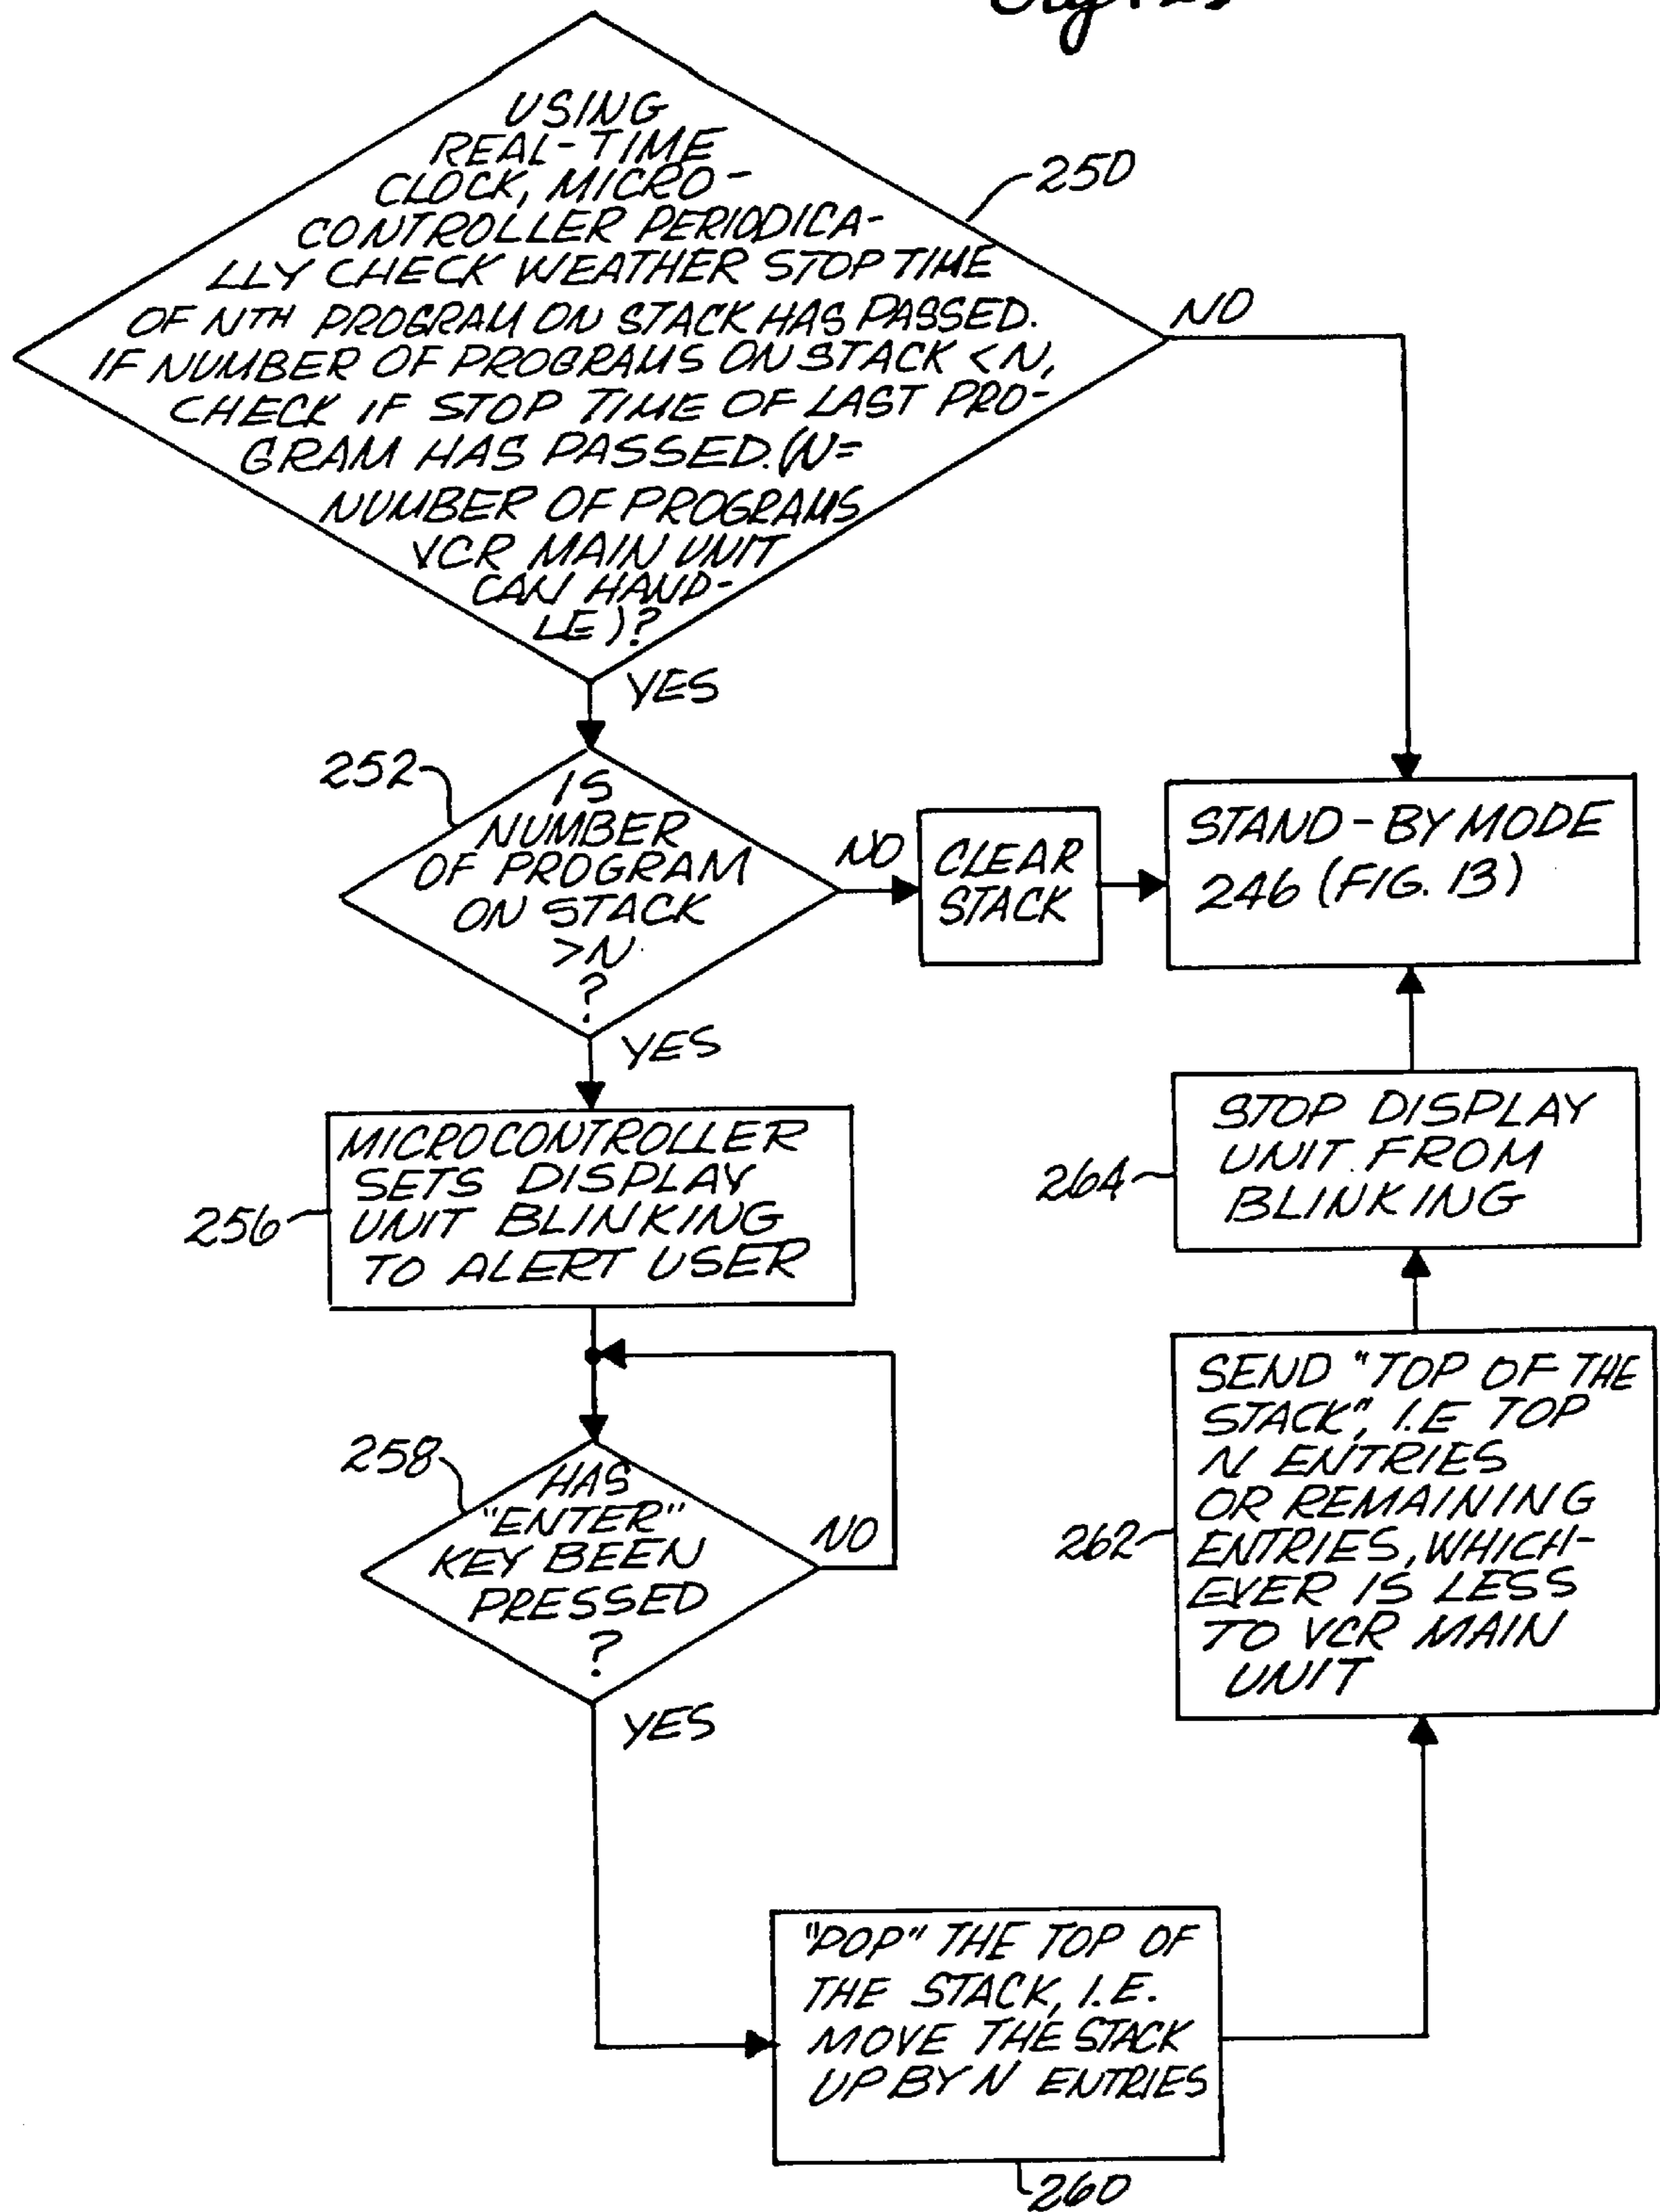 USING
REAL-TIME
CLOCK, MICRO-
CONTROLLER PERIODICA-
LLY CHECK WEATHER STOP TIME
OF NTH PROGRAM ON STACK HAS PASSED.
IF NUMBER OF PROGRAMS ON STACK < N,
CHECK IF STOP TIME OF LAST PRO-
GRAM HAS PASSED. (N=
NUMBER OF PROGRAMS
VCR MAIN UNIT
CAN HAND-
LE)?
250
NO
YES
252
IS
NUMBER
OF PROGRAM
ON STACK
>N
?
NO
CLEAR
STACK
STAND-BY MODE
246 (FIG. 13)
YES
256
MICROCONTROLLER
SETS DISPLAY
UNIT BLINKING
TO ALERT USER
264
STOP DISPLAY
UNIT FROM
BLINKING
258
HAS
"ENTER"
KEY BEEN
PRESSED
?
NO
YES
262
SEND "TOP OF THE
STACK", I.E TOP
N ENTRIES
OR REMAINING
ENTRIES, WHICH-
EVER IS LESS
TO VCR MAIN
UNIT
"POP" THE TOP OF
THE STACK, I.E.
MOVE THE STACK
UP BY N ENTRIES
260